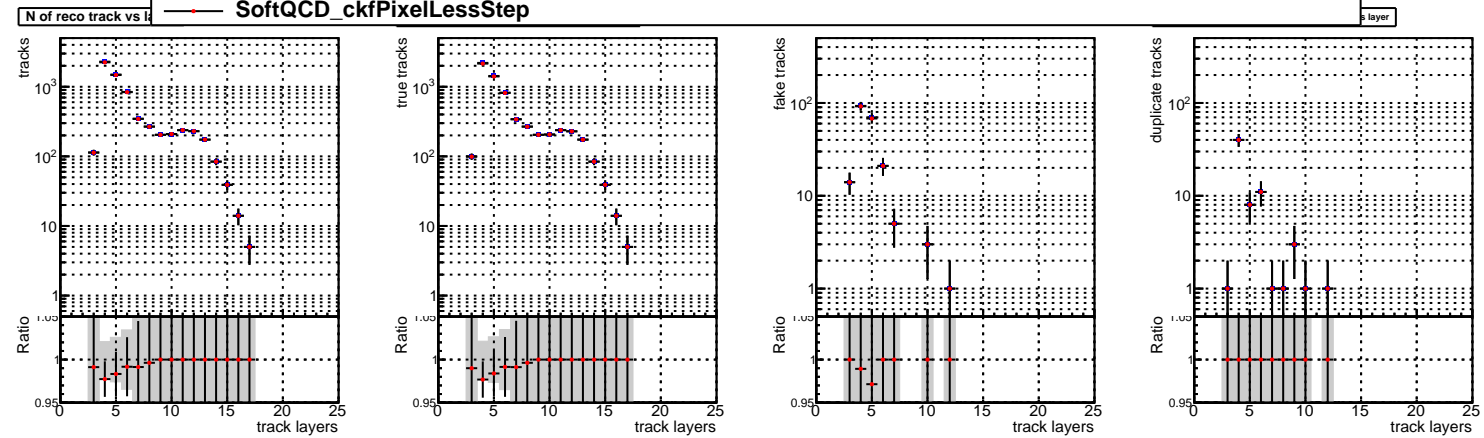 SoftQCD_ckfPixelLessStep
N of reco track vs la
s layer
tracks
10³
10²
10
1
Ratio
1.05
1
0.95
0 5 10 15 20 25
track layers
true tracks
10³
10²
10
1
Ratio
1.05
1
0.95
0 5 10 15 20 25
track layers
fake tracks
10²
10
1
Ratio
1.05
1
0.95
0 5 10 15 20 25
track layers
duplicate tracks
10²
10
1
Ratio
1.05
1
0.95
0 5 10 15 20 25
track layers